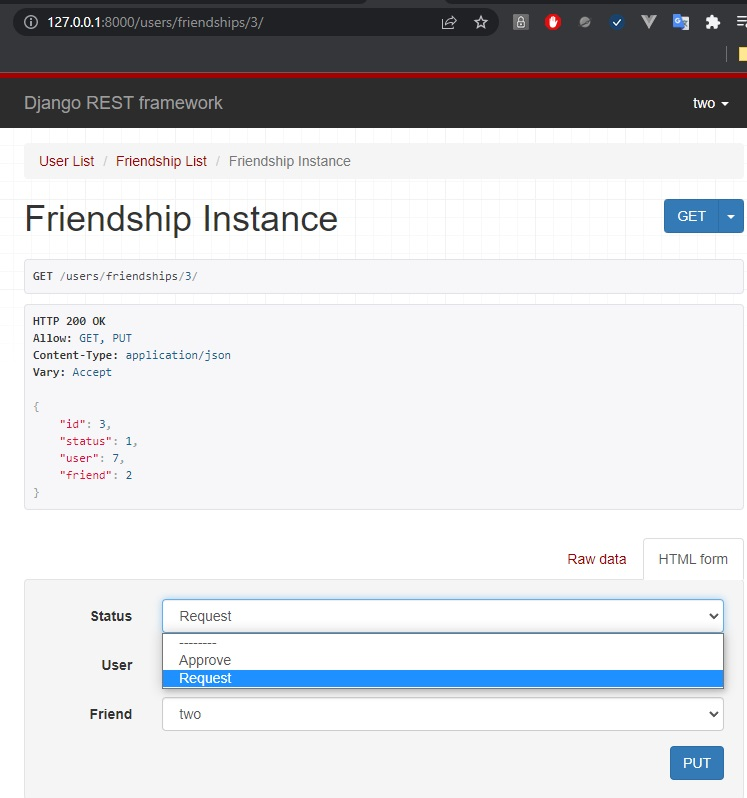 127.0.0.1:8000/users/friendships/3/
Django REST framework
two
User List / Friendship List / Friendship Instance
Friendship Instance
GET
GET /users/friendships/3/
HTTP 200 OK
Allow: GET, PUT
Content-Type: application/json
Vary: Accept
{
"id": 3,
"status": 1,
"user": 7,
"friend": 2
}
Raw data
HTML form
Status
Request
--------
User
Approve
Request
Friend
two
PUT